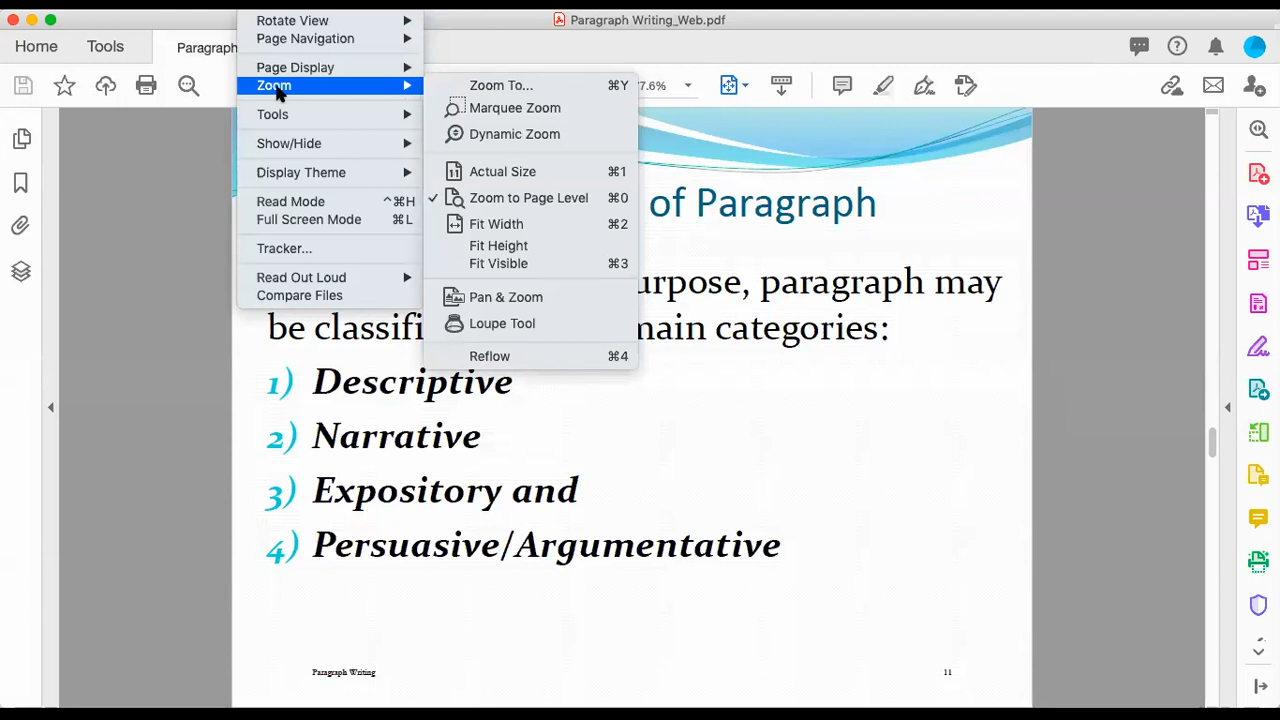 Paragraph Writing_Web.pdf
Home
Tools
Paragraph
7.6%
Rotate View
Page Navigation
Page Display
Zoom
Tools
Show/Hide
Display Theme
Read Mode ^⌘H
Full Screen Mode ⌘L
Tracker...
Read Out Loud
Compare Files
Zoom To... ⌘Y
Marquee Zoom
Dynamic Zoom
Actual Size ⌘1
Zoom to Page Level ⌘0
Fit Width ⌘2
Fit Height
Fit Visible ⌘3
Pan & Zoom
Loupe Tool
Reflow ⌘4
of Paragraph
urpose, paragraph may
be classifi main categories:
1) Descriptive
2) Narrative
3) Expository and
4) Persuasive/Argumentative
Paragraph Writing 11